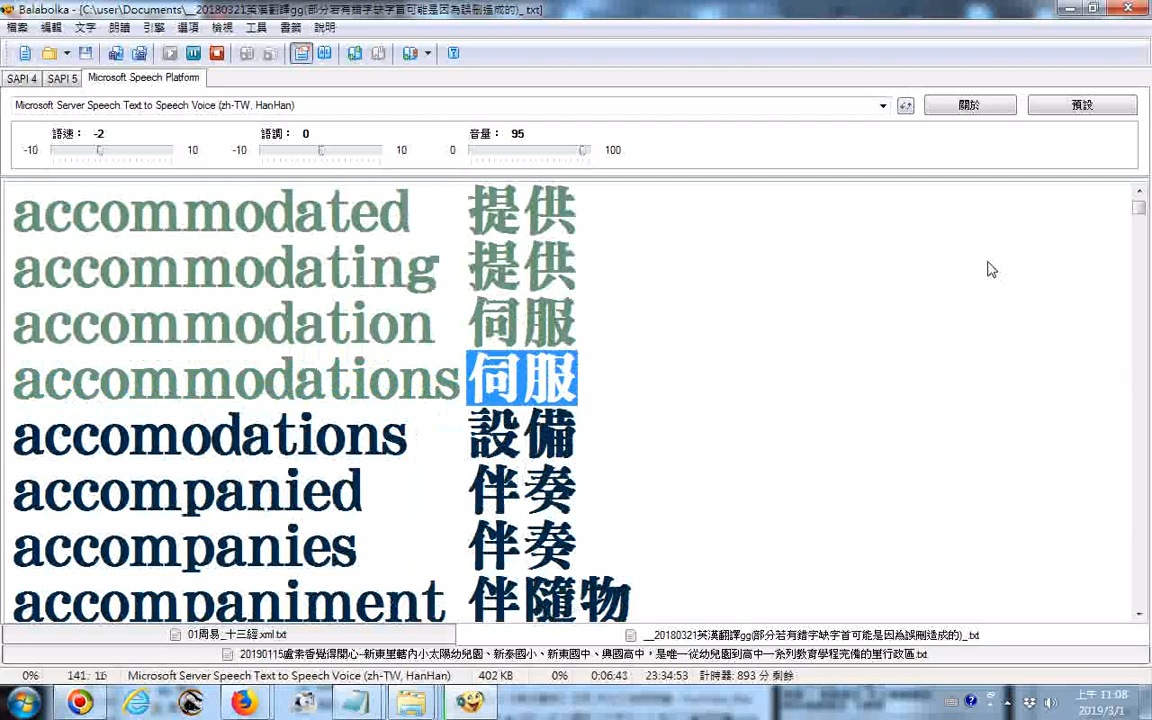 Balabolka - [C:\user\Documents\__20180321英漢翻譯gg(部分若有錯字缺字首可能是因為誤刪造成的)_.txt]
檔案 編輯 文字 朗讀 引擎 選項 檢視 工具 書籤 說明
SAPI 4 SAPI 5 Microsoft Speech Platform
Microsoft Server Speech Text to Speech Voice (zh-TW, HanHan) 關於 預設
語速： -2 語調： 0 音量： 95
-10 10 -10 10 0 100
accommodated 提供
accommodating 提供
accommodation 伺服
accommodations 伺服
accomodations 設備
accompanied 伴奏
accompanies 伴奏
accompaniment 伴隨物
01周易_十三經.xml.txt __20180321英漢翻譯gg(部分若有錯字缺字首可能是因為誤刪造成的)_.txt
20190115盧素香覺得開心-新東里轄內小太陽幼兒園、新泰國小、新東國中、興國高中，是唯一從幼兒園到高中一系列教育學程完備的里行政區.txt
0% 141: 16 Microsoft Server Speech Text to Speech Voice (zh-TW, HanHan) 402 KB 0% 0:06:43 23:34:53 計時器: 893 分 剩餘
上午 11:08
2019/3/1